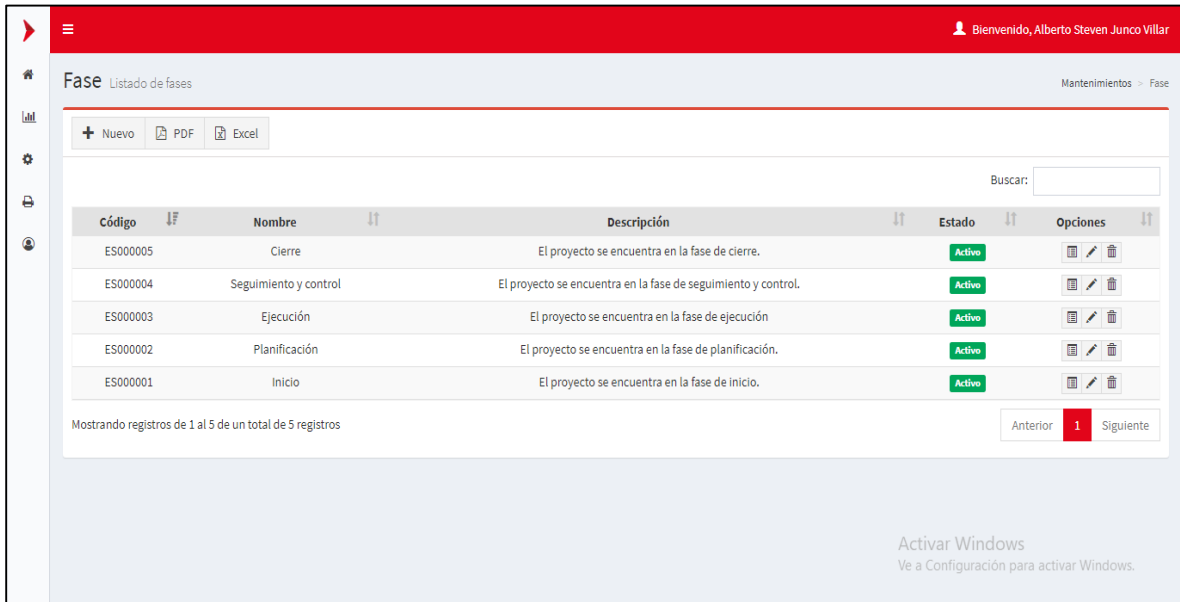 Bienvenido, Alberto Steven Junco Villar
Fase Listado de fases
Mantenimientos > Fase
Nuevo PDF Excel
Buscar:
Código Nombre Descripción Estado Opciones
ES000005 Cierre El proyecto se encuentra en la fase de cierre. Activo
ES000004 Seguimiento y control El proyecto se encuentra en la fase de seguimiento y control. Activo
ES000003 Ejecución El proyecto se encuentra en la fase de ejecución Activo
ES000002 Planificación El proyecto se encuentra en la fase de planificación. Activo
ES000001 Inicio El proyecto se encuentra en la fase de inicio. Activo
Mostrando registros de 1 al 5 de un total de 5 registros
Anterior 1 Siguiente
Activar Windows
Ve a Configuración para activar Windows.